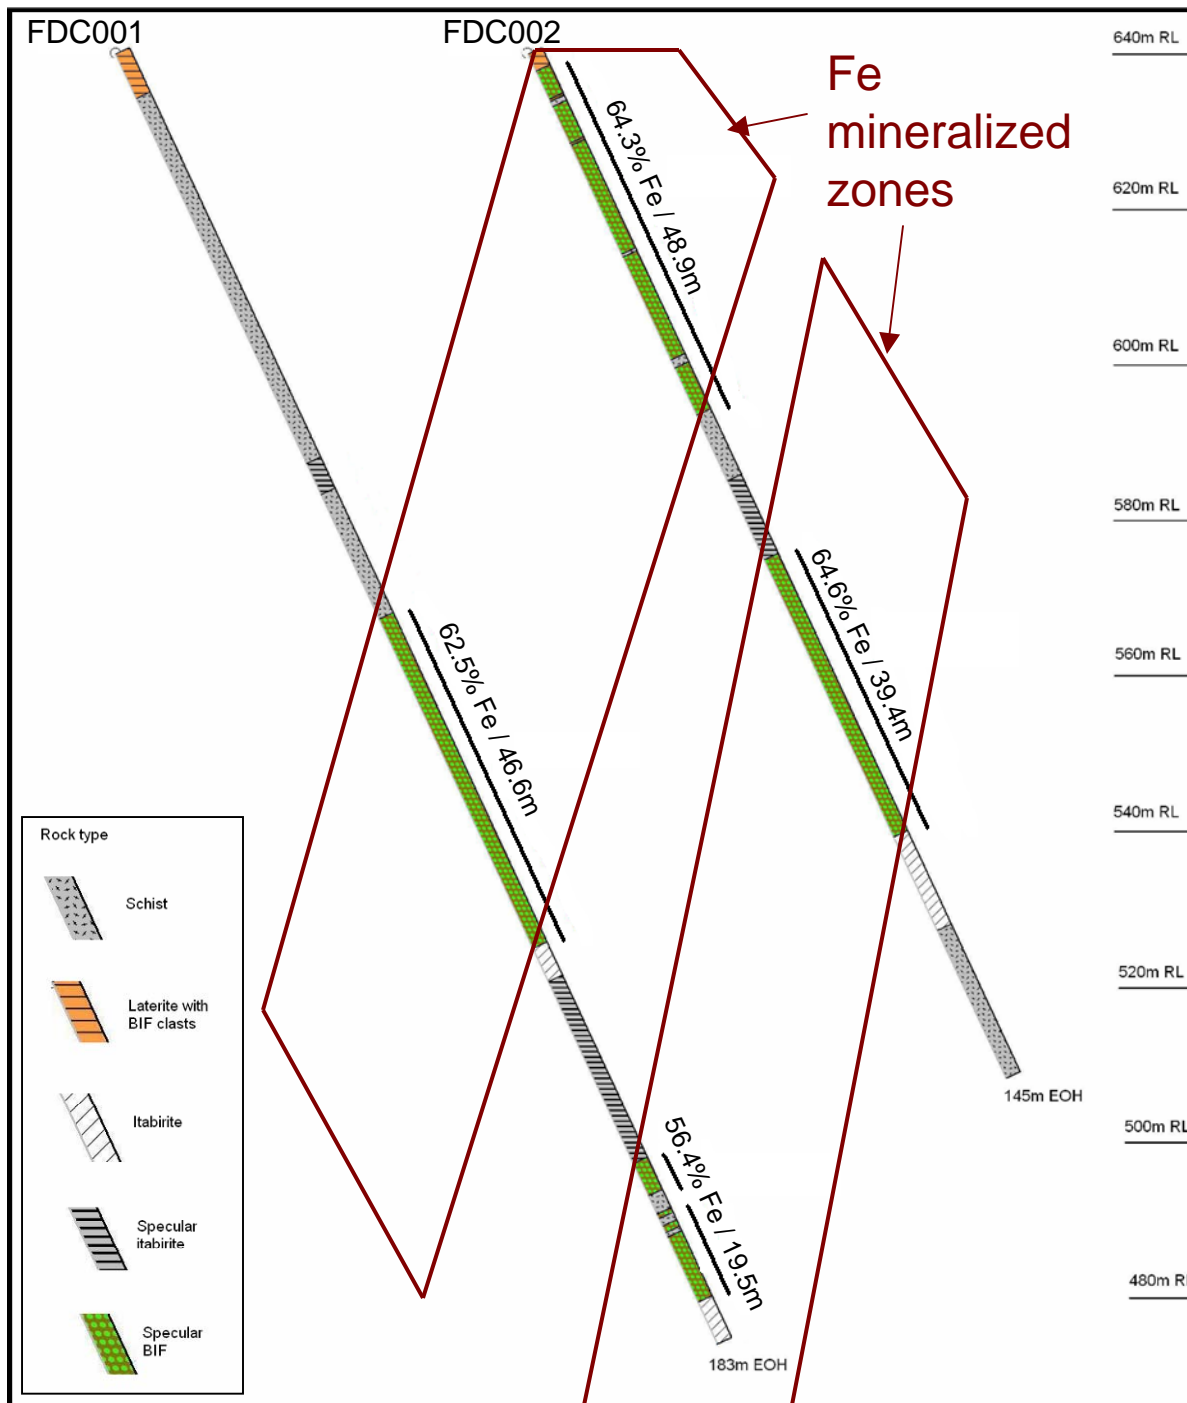 FDC001
FDC002
Fe
mineralized
zones
640m RL
620m RL
600m RL
580m RL
560m RL
540m RL
520m RL
500m RL
480m RL
64.3% Fe / 48.9m
64.6% Fe / 39.4m
62.5% Fe / 46.6m
56.4% Fe / 19.5m
145m EOH
183m EOH
Rock type
Schist
Laterite with
BIF clasts
Itabirite
Specular
itabirite
Specular
BIF